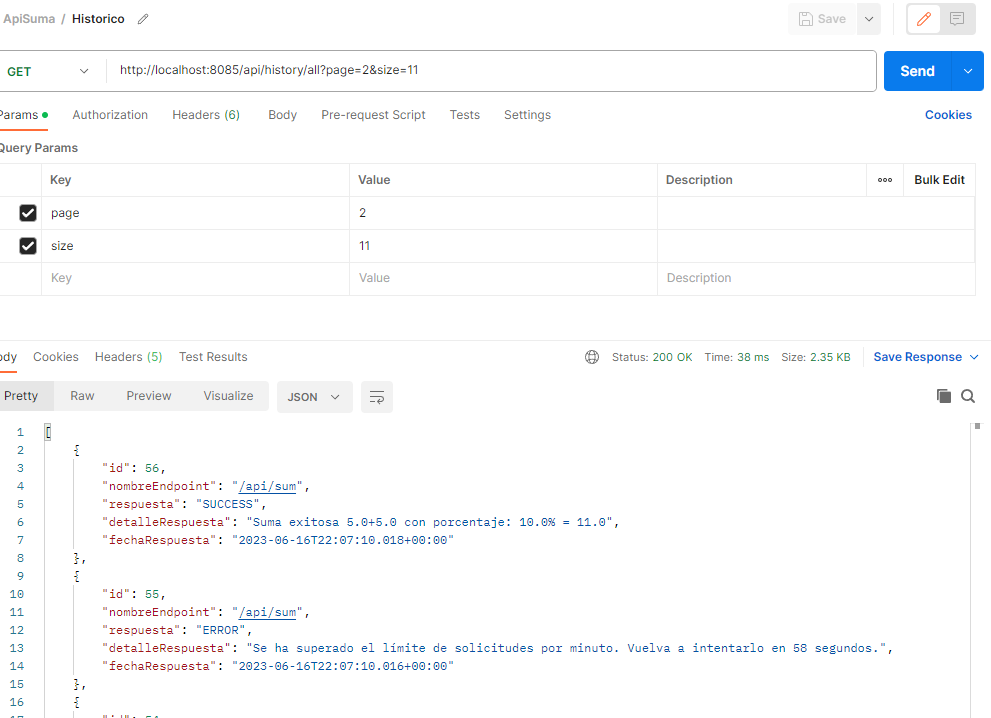 ApiSuma / Historico
Save
GET
http://localhost:8085/api/history/all?page=2&size=11
Send
Params
Authorization
Headers (6)
Body
Pre-request Script
Tests
Settings
Cookies
Query Params
Key
Value
Description
Bulk Edit
page
2
size
11
Key
Value
Description
Cookies
Headers (5)
Test Results
Status: 200 OK
Time: 38 ms
Size: 2.35 KB
Save Response
Pretty
Raw
Preview
Visualize
JSON
1 [
2 {
3 "id": 56,
4 "nombreEndpoint": "/api/sum",
5 "respuesta": "SUCCESS",
6 "detalleRespuesta": "Suma exitosa 5.0+5.0 con porcentaje: 10.0% = 11.0",
7 "fechaRespuesta": "2023-06-16T22:07:10.018+00:00"
8 },
9 {
10 "id": 55,
11 "nombreEndpoint": "/api/sum",
12 "respuesta": "ERROR",
13 "detalleRespuesta": "Se ha superado el límite de solicitudes por minuto. Vuelva a intentarlo en 58 segundos.",
14 "fechaRespuesta": "2023-06-16T22:07:10.016+00:00"
15 },
16 {